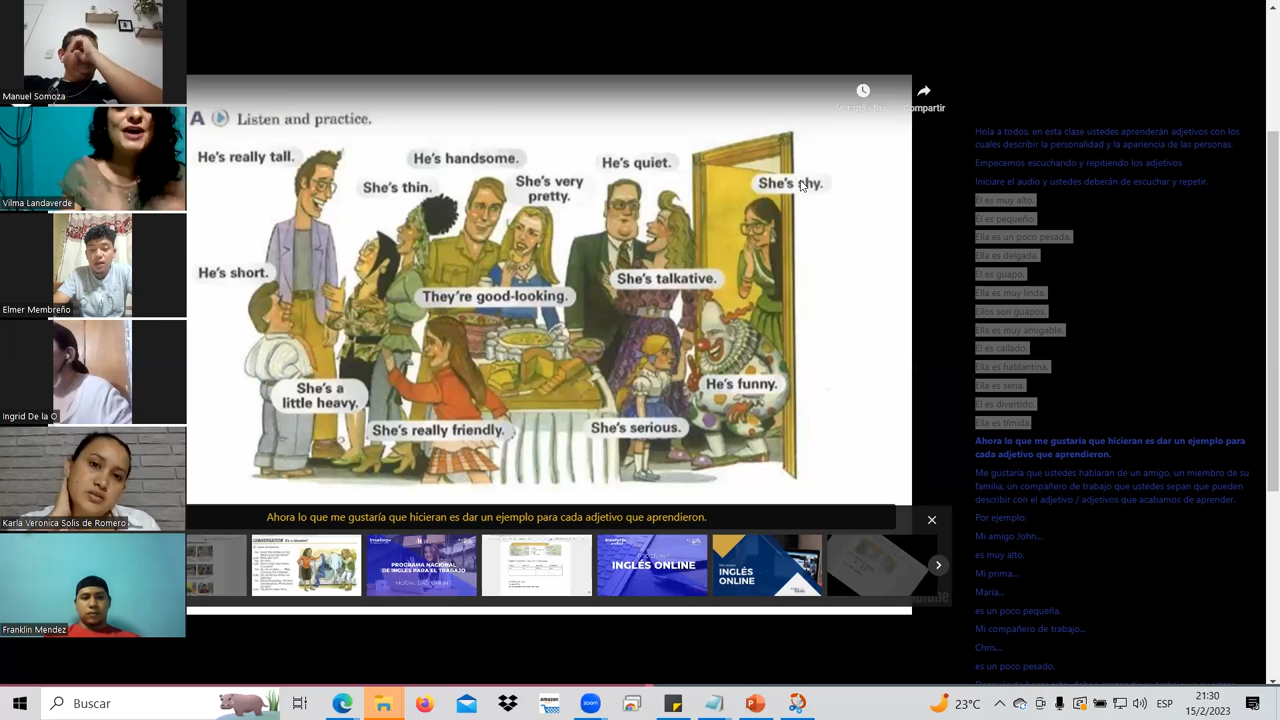 Manuel Somoza
Vilma Landaverde
Elmer Membreño
Ingrid De la O
Karla Veronica Solis de Romero
Franklin Mendez
Compartir
A Listen and practice.
He's really tall.
He's handsome.
He's quiet.
She's thin.
She's very
pretty.
She's shy.
He's short.
She's talkative.
They're good-looking.
She's a
little heavy.
He's funny.
She's really friendly.
She's serious.
Ahora lo que me gustaría que hicieran es dar un ejemplo para cada adjetivo que aprendieron.
CONVERSATION It's a disaster!
PROGRAMA NACIONAL
DE INGLÉS PARA EL TRABAJO
MODALIDAD ONLINE
INGLÉS ONLINE
INGLÉS
ONLINE
Hola a todos, en esta clase ustedes aprenderán adjetivos con los
cuales describir la personalidad y la apariencia de las personas.
Empecemos escuchando y repitiendo los adjetivos
Iniciare el audio y ustedes deberán de escuchar y repetir.
El es muy alto.
El es pequeño.
Ella es un poco pesada.
Ella es delgada.
El es guapo.
Ella es muy linda.
Ellos son guapos.
Ella es muy amigable.
El es callado.
Ella es hablantina.
Ella es seria.
El es divertido.
Ella es tímida.
Ahora lo que me gustaría que hicieran es dar un ejemplo para
cada adjetivo que aprendieron.
Me gustaría que ustedes hablaran de un amigo, un miembro de su
familia, un compañero de trabajo que ustedes sepan que pueden
describir con el adjetivo / adjetivos que acabamos de aprender.
Por ejemplo:
Mi amigo John...
es muy alto.
Mi prima...
María...
es un poco pequeña.
Mi compañero de trabajo...
Chris...
es un poco pesado.
Buscar
amazon
zoom
23°C
ESP
21:30
15/2/2023